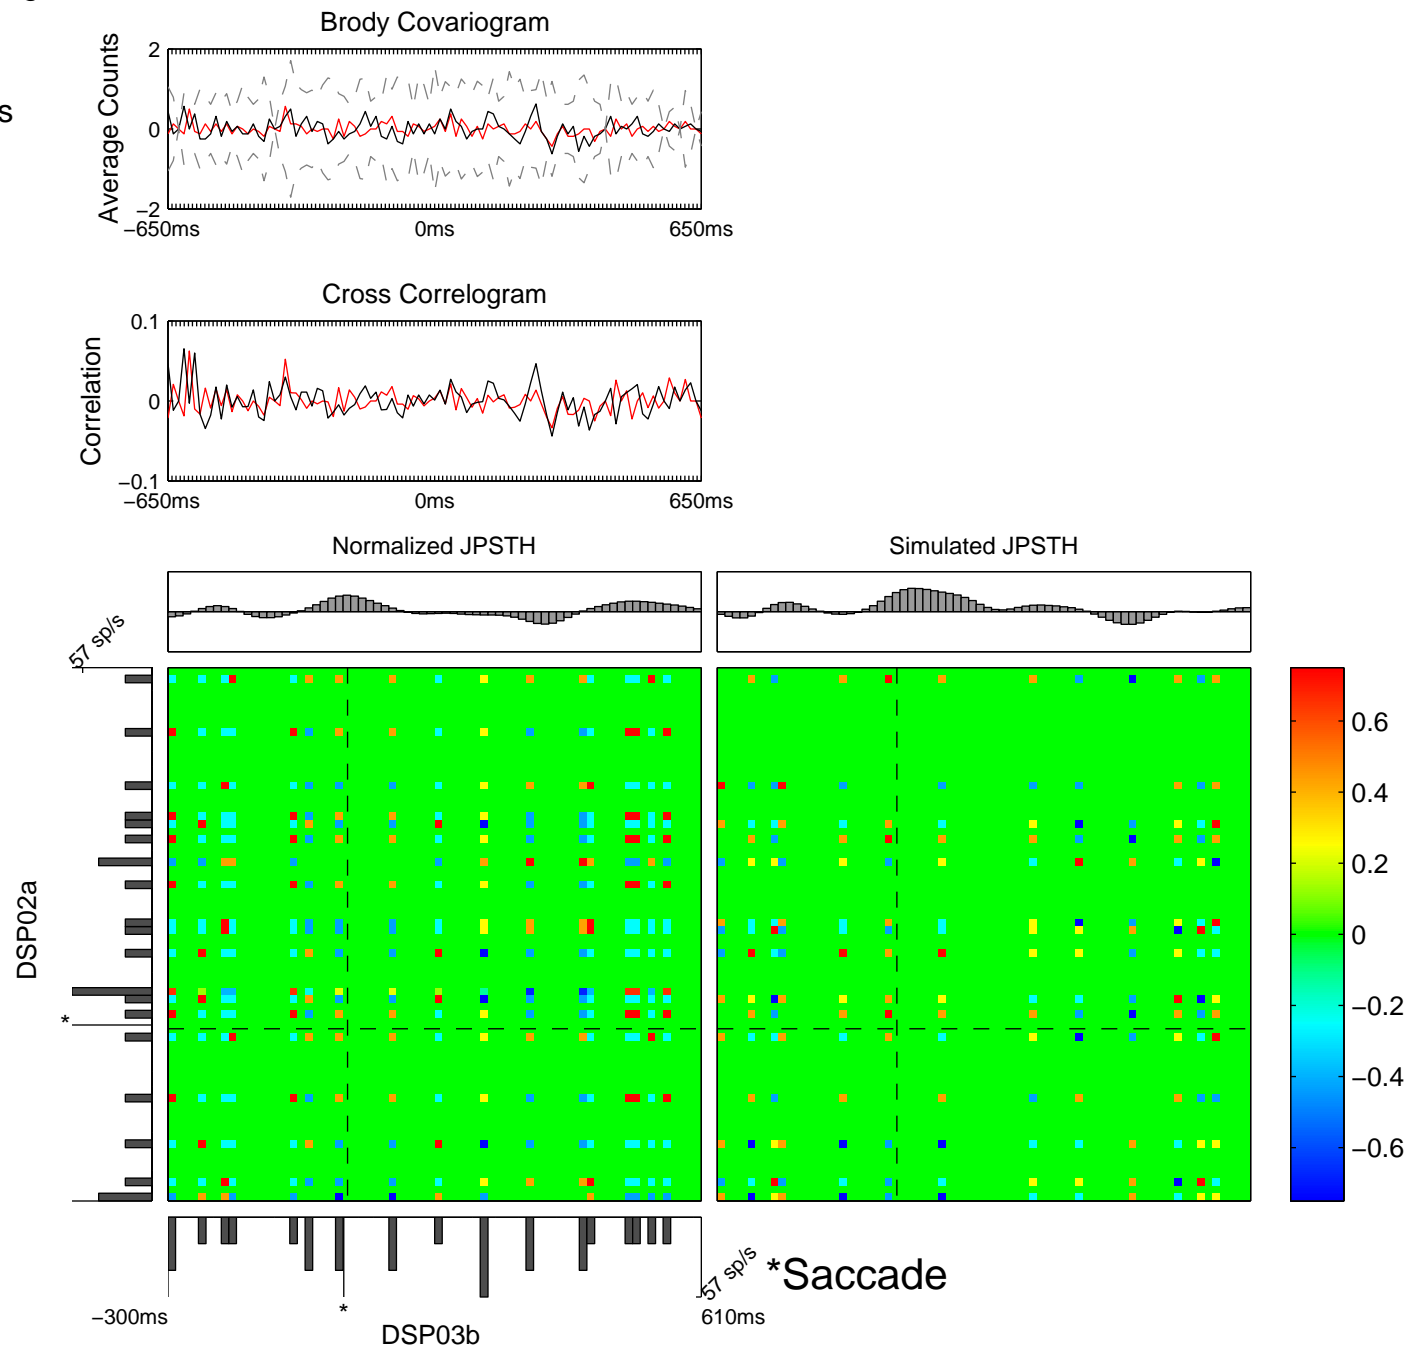 g
s
Brody Covariogram
Average Counts
2
0
−2
−650ms 0ms 650ms
Cross Correlogram
Correlation
0.1
0
−0.1
−650ms 0ms 650ms
Normalized JPSTH Simulated JPSTH
57 sp/s
DSP02a
*
0.6
0.4
0.2
0
−0.2
−0.4
−0.6
57 sp/s
*Saccade
−300ms * 610ms
DSP03b